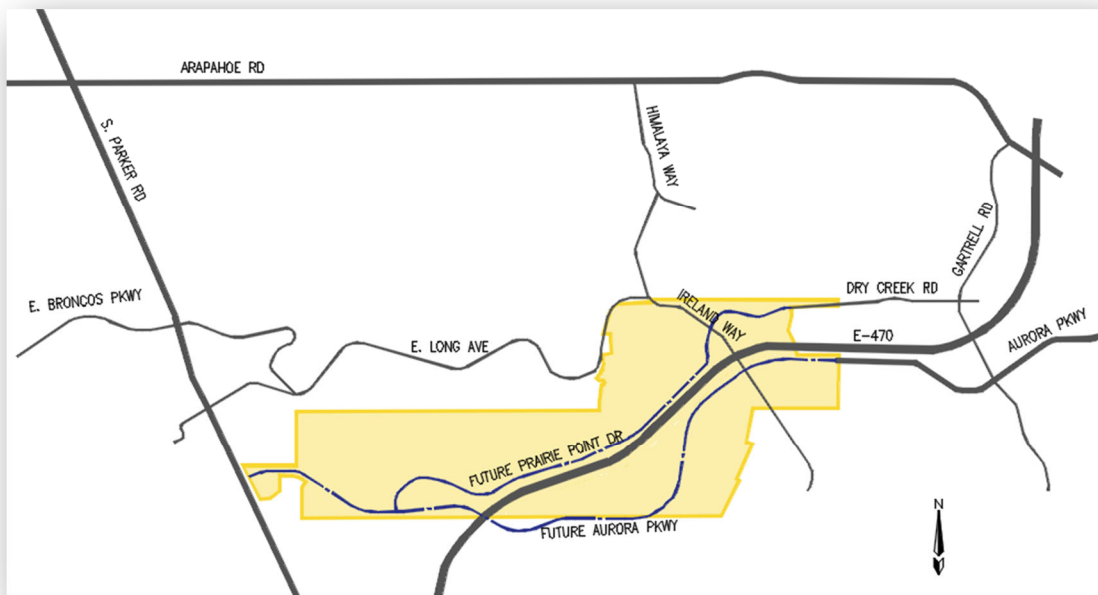 ARAPAHOE RD
S. PARKER RD
HIMALAYA WAY
GARTRELL RD
E. BRONCOS PKWY
DRY CREEK RD
IRELAND WAY
E-470
AURORA PKWY
E. LONG AVE
FUTURE PRAIRIE POINT DR
FUTURE AURORA PKWY
N